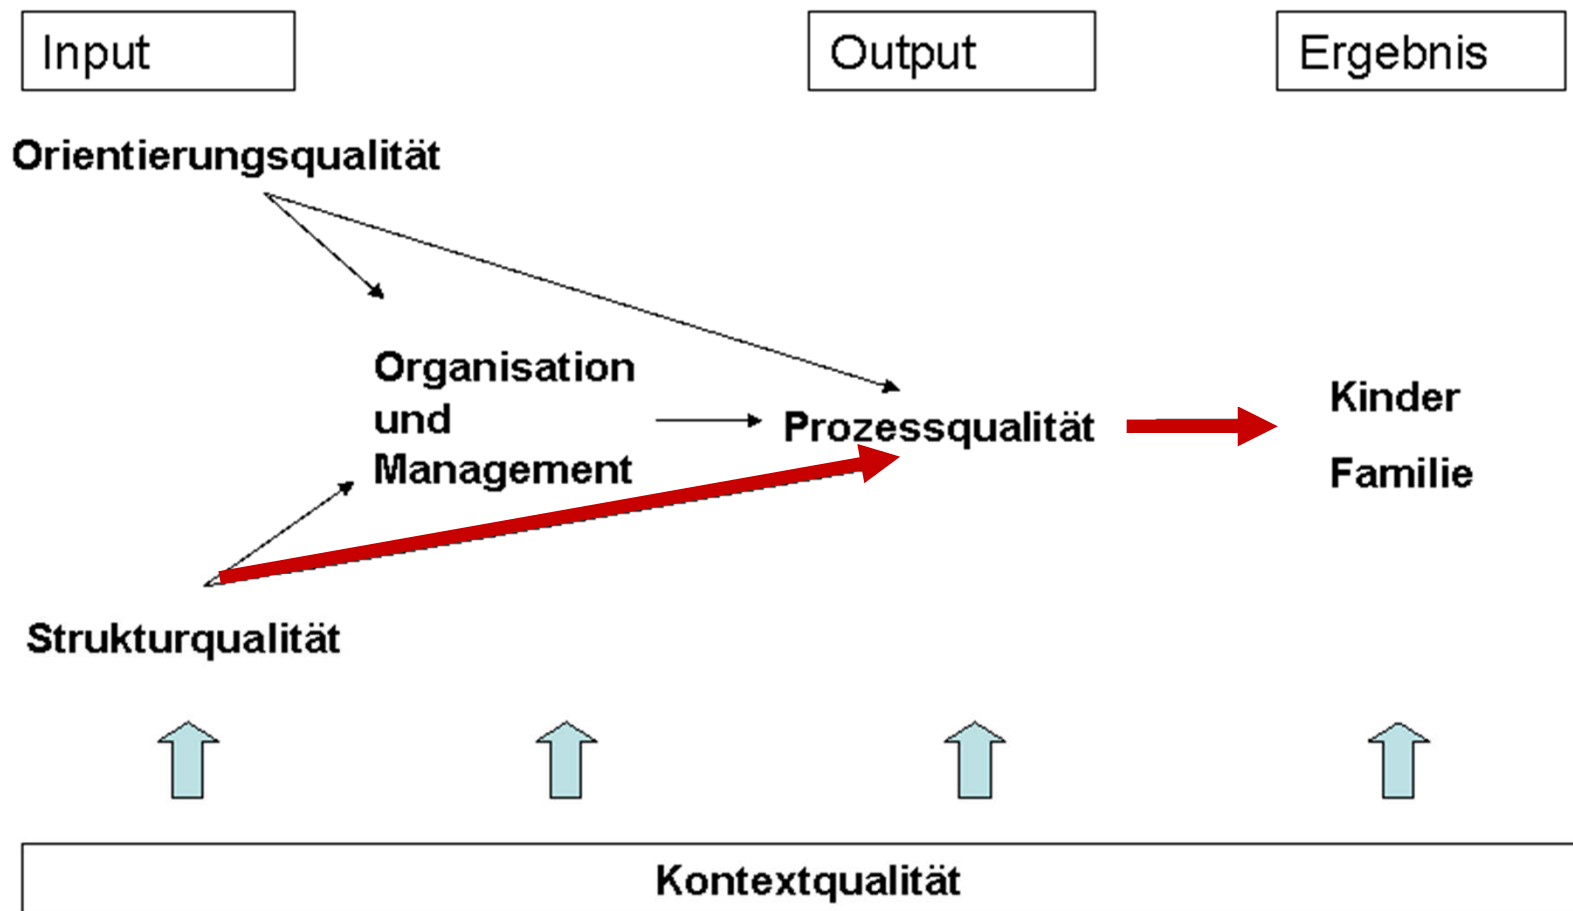 Input
Output
Ergebnis
Orientierungsqualität
Organisation
und
Management
Prozessqualität
Kinder
Familie
Strukturqualität
Kontextqualität